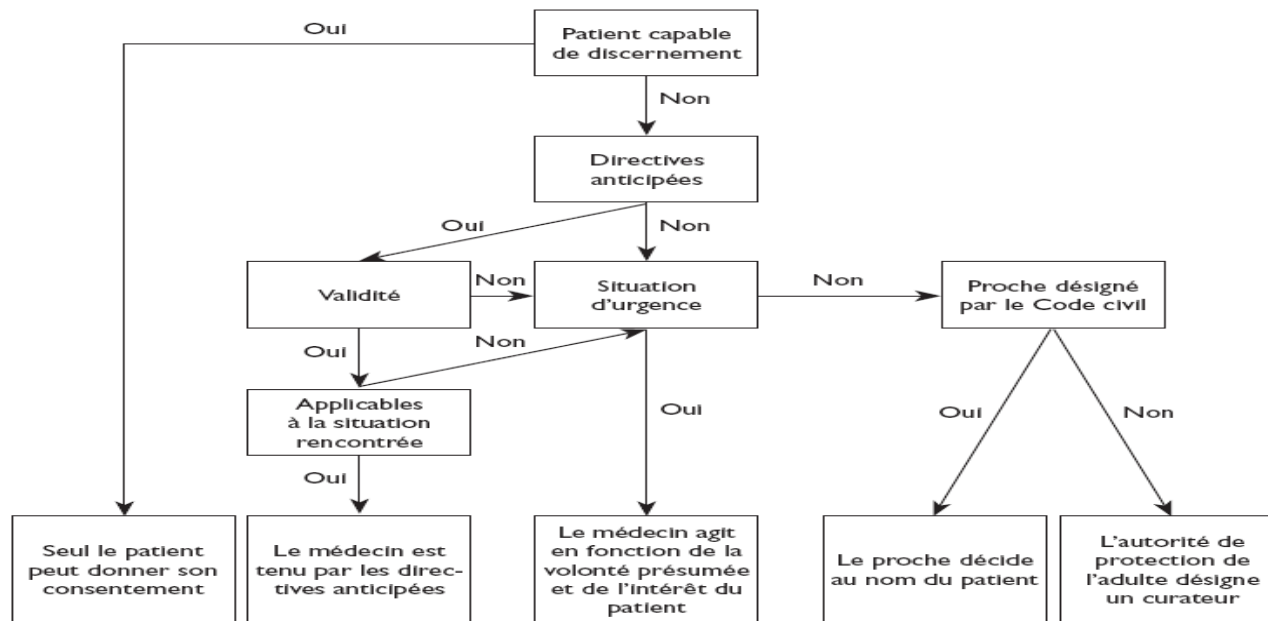 Oui
Patient capable
de discernement
Non
Directives
anticipées
Oui
Non
Validité
Non
Situation
d'urgence
Non
Proche désigné
par le Code civil
Oui
Non
Applicables
à la situation
rencontrée
Oui
Oui
Non
Oui
Seul le patient
peut donner son
consentement
Le médecin est
tenu par les direc-
tives anticipées
Le médecin agit
en fonction de la
volonté présumée
et de l'intérêt du
patient
Le proche décide
au nom du patient
L'autorité de
protection de
l'adulte désigne
un curateur